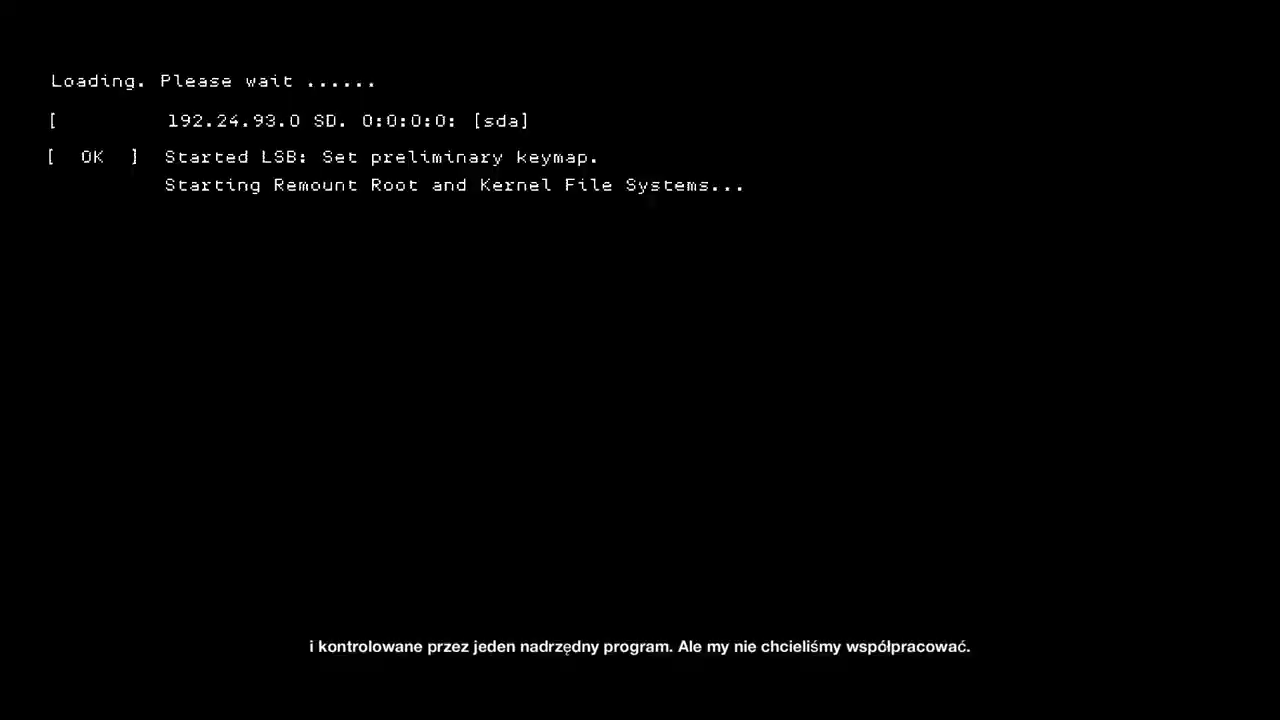 Loading. Please wait ......
[ 192.24.93.0 SD. 0:0:0:0: [sda]
[ OK ] Started LSB: Set preliminary keymap.
Starting Remount Root and Kernel File Systems...
i kontrolowane przez jeden nadrzędny program. Ale my nie chcieliśmy współpracować.